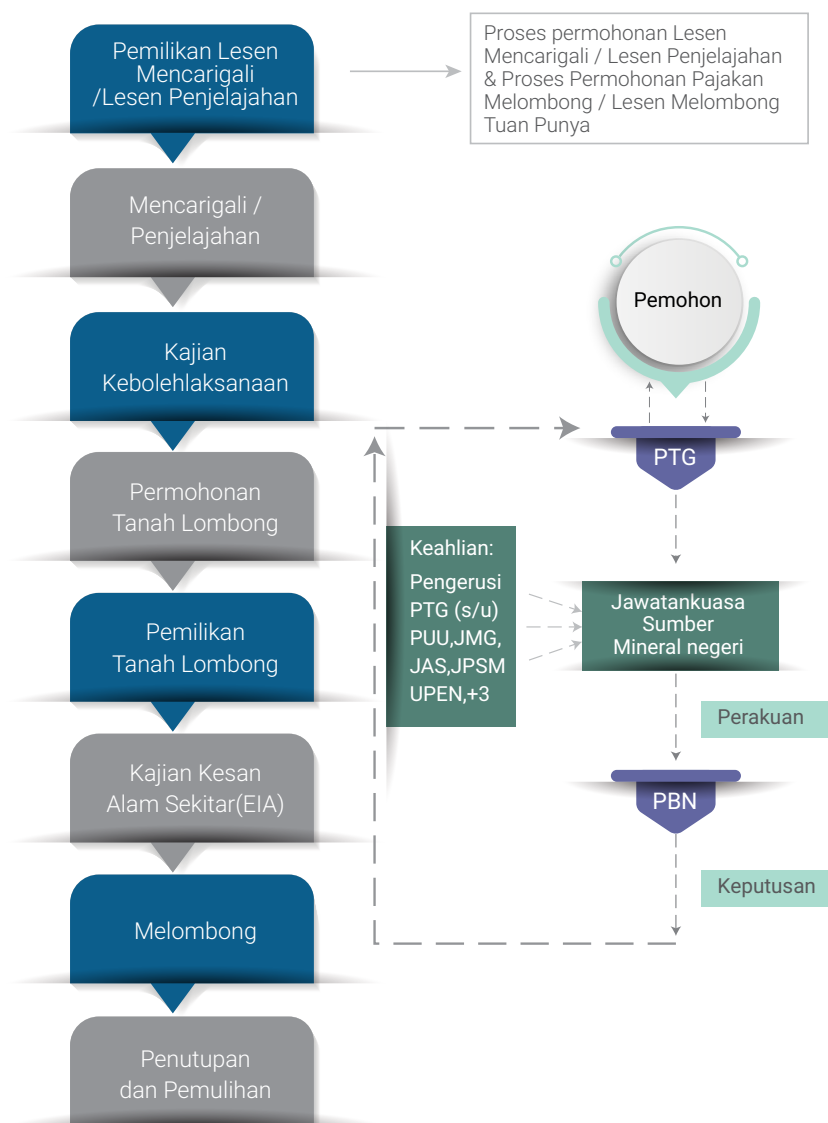 Pemilikan Lesen
Mencarigali
/Lesen Penjelajahan
Proses permohonan Lesen
Mencarigali / Lesen Penjelajahan
& Proses Permohonan Pajakan
Melombong / Lesen Melombong
Tuan Punya
Mencarigali /
Penjelajahan
Kajian
Kebolehlaksanaan
Permohonan
Tanah Lombong
Pemilikan
Tanah Lombong
Kajian Kesan
Alam Sekitar(EIA)
Melombong
Penutupan
dan Pemulihan
Pemohon
PTG
Keahlian:
Pengerusi
PTG (s/u)
PUU,JMG,
JAS,JPSM
UPEN,+3
Jawatankuasa
Sumber
Mineral negeri
Perakuan
PBN
Keputusan